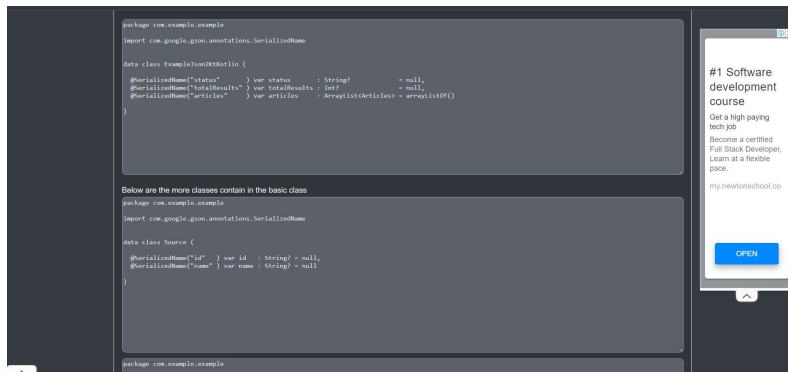 package com.example.example
import com.google.gson.annotations.SerializedName
data class ExampleJson2KtKotlin (
@SerializedName("status"       ) var status       : String?             = null,
@SerializedName("totalResults" ) var totalResults : Int?                = null,
@SerializedName("articles"     ) var articles     : ArrayList<Articles> = arrayListOf()
)
Below are the more classes contain in the basic class
package com.example.example
import com.google.gson.annotations.SerializedName
data class Source (
@SerializedName("id"   ) var id   : String? = null,
@SerializedName("name" ) var name : String? = null
)
package com.example.example
#1 Software
development
course
Get a high paying
tech job
Become a certified
Full Stack Developer,
Learn at a flexible
pace.
my.newtonschool.co
OPEN